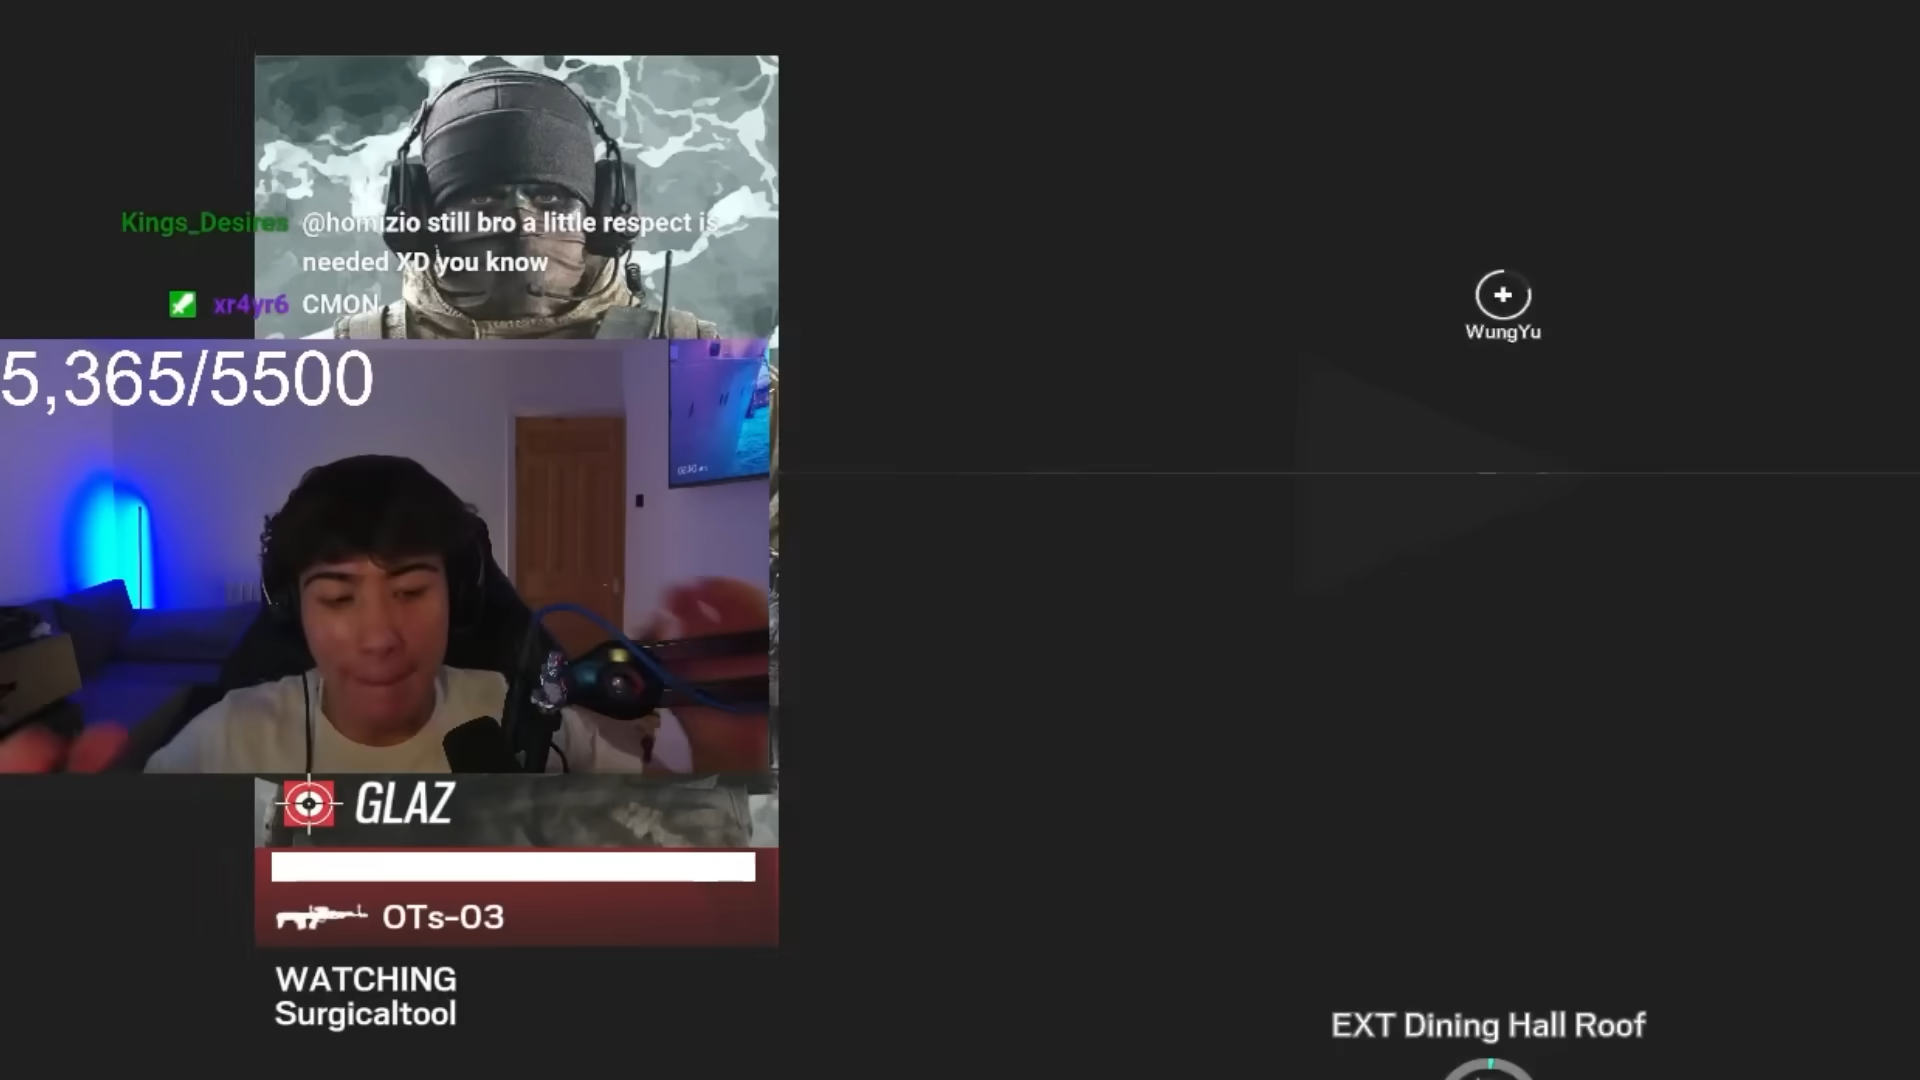 Kings_Desires @homizio still bro a little respect is
needed XD you know
xr4yr6 CMON
WungYu
5,365/5500
GLAZ
OTs-03
WATCHING
Surgicaltool
EXT Dining Hall Roof